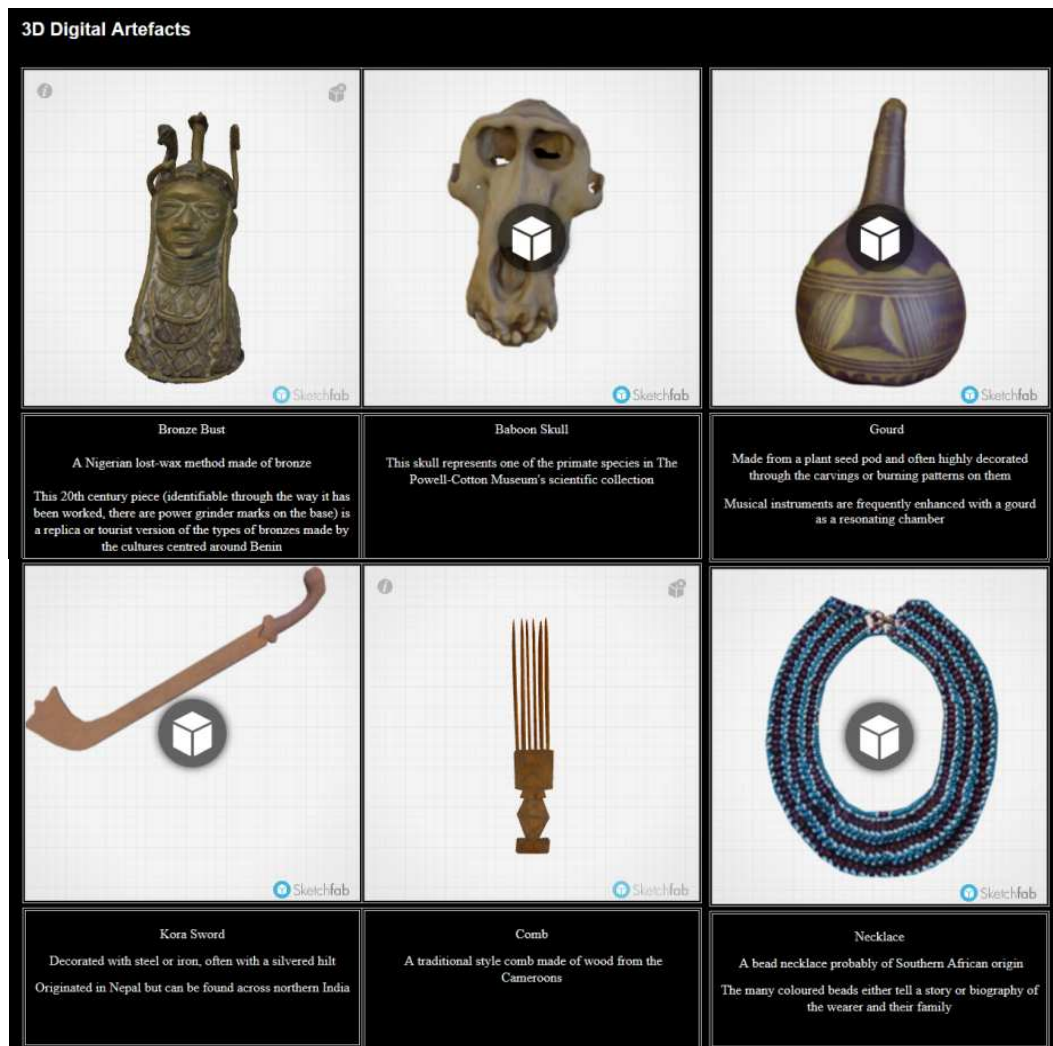 3D Digital Artefacts
Sketchfab
Sketchfab
Sketchfab
Bronze Bust
A Nigerian lost-wax method made of bronze
This 20th century piece (identifiable through the way it has
been worked, there are power grinder marks on the base) is
a replica or tourist version of the types of bronzes made by
the cultures centred around Benin
Baboon Skull
This skull represents one of the primate species in The
Powell-Cotton Museum's scientific collection
Gourd
Made from a plant seed pod and often highly decorated
through the carvings or burning patterns on them
Musical instruments are frequently enhanced with a gourd
as a resonating chamber
Sketchfab
Sketchfab
Sketchfab
Kora Sword
Decorated with steel or iron, often with a silvered hilt
Originated in Nepal but can be found across northern India
Comb
A traditional style comb made of wood from the
Cameroons
Necklace
A bead necklace probably of Southern African origin
The many coloured beads either tell a story or biography of
the wearer and their family